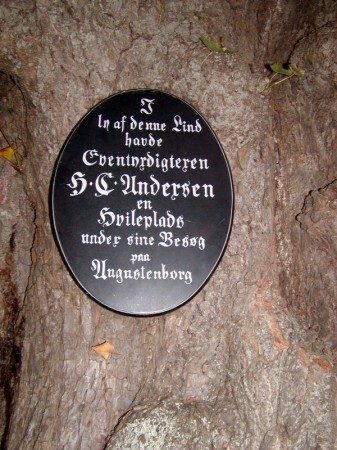 I
Ly af denne Lind
havde
Eventyrdigteren
H·C·Andersen
en
Hvileplads
under sine Besøg
paa
Augustenborg